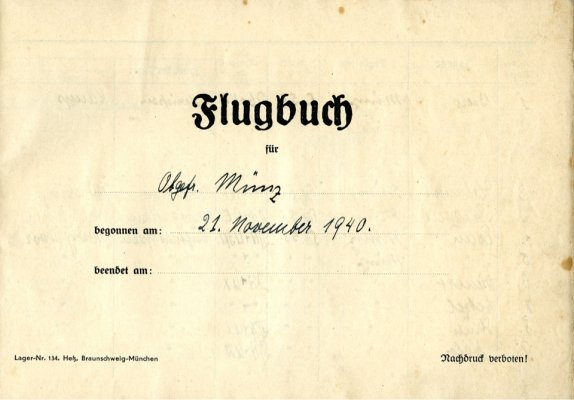 Flugbuch
für
Obgefr. Münz
begonnen am: 21. November 1940.
beendet am:
Lager-Nr. 134. Heß, Braunschweig-München
Nachdruck verboten!